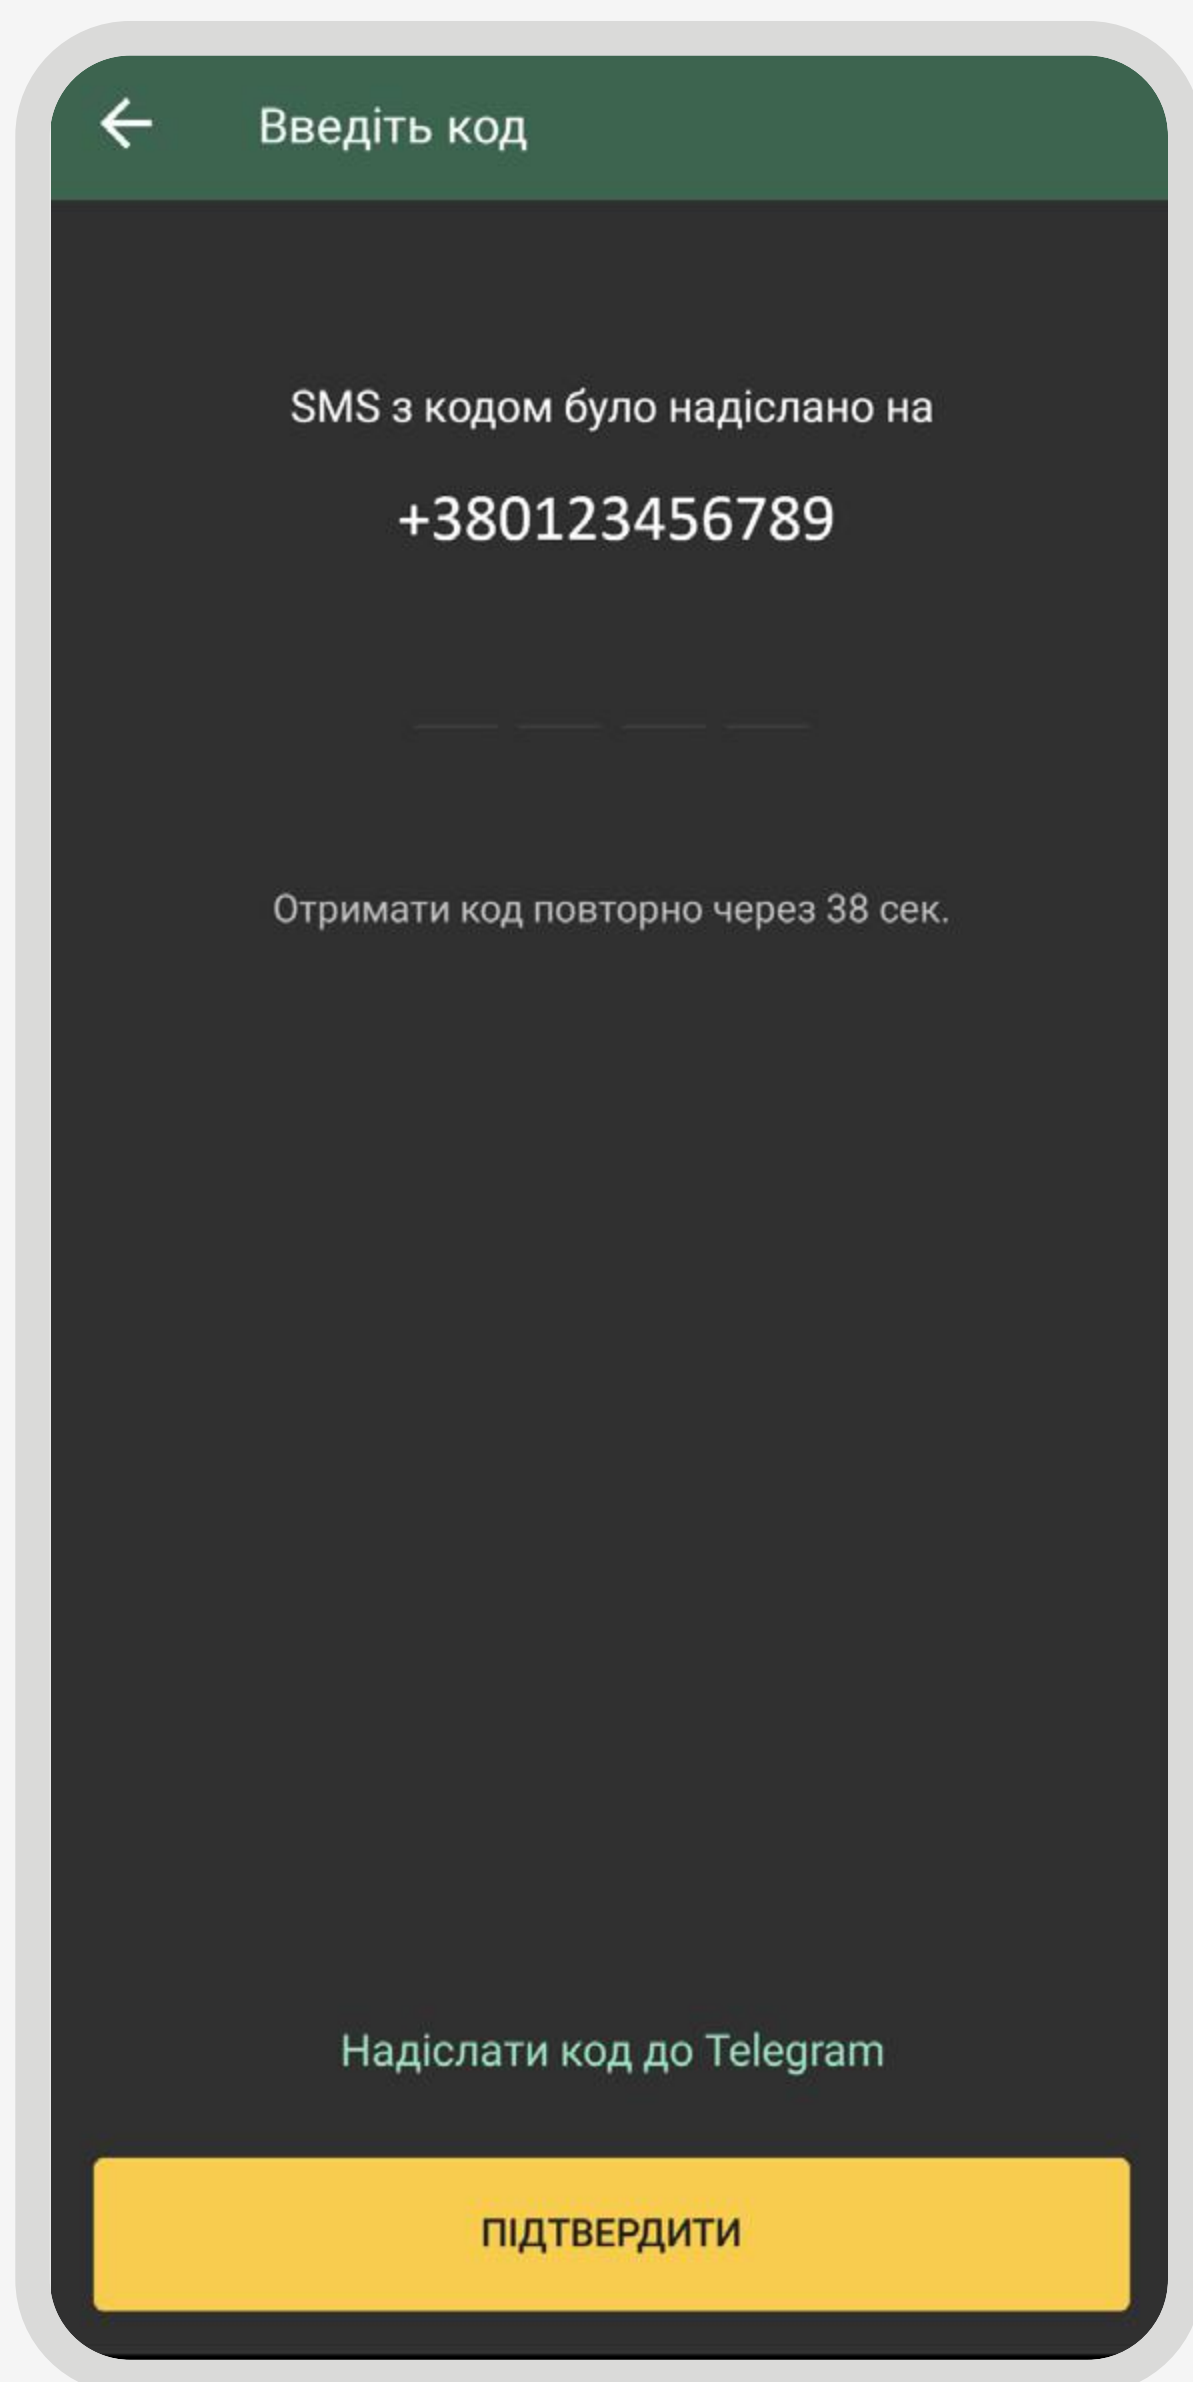 Введіть код
SMS з кодом було надіслано на
+380123456789
Отримати код повторно через 38 сек.
Надіслати код до Telegram
ПІДТВЕРДИТИ